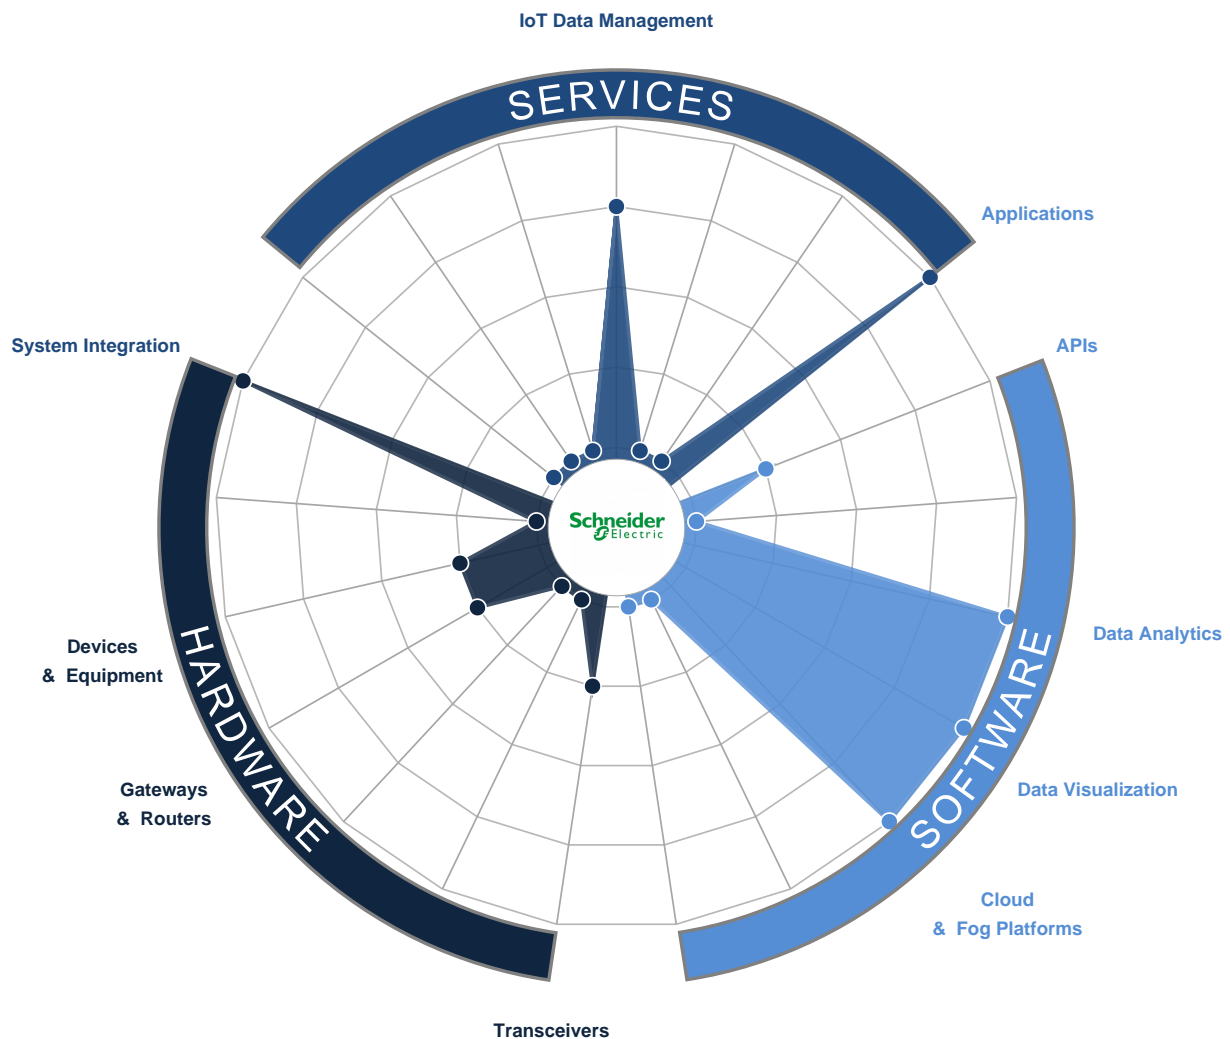 IoT Data Management
SERVICES
Applications
System Integration
APIs
Schneider
Electric
Devices
& Equipment
HARDWARE
SOFTWARE
Data Analytics
Gateways
& Routers
Data Visualization
Cloud
& Fog Platforms
Transceivers